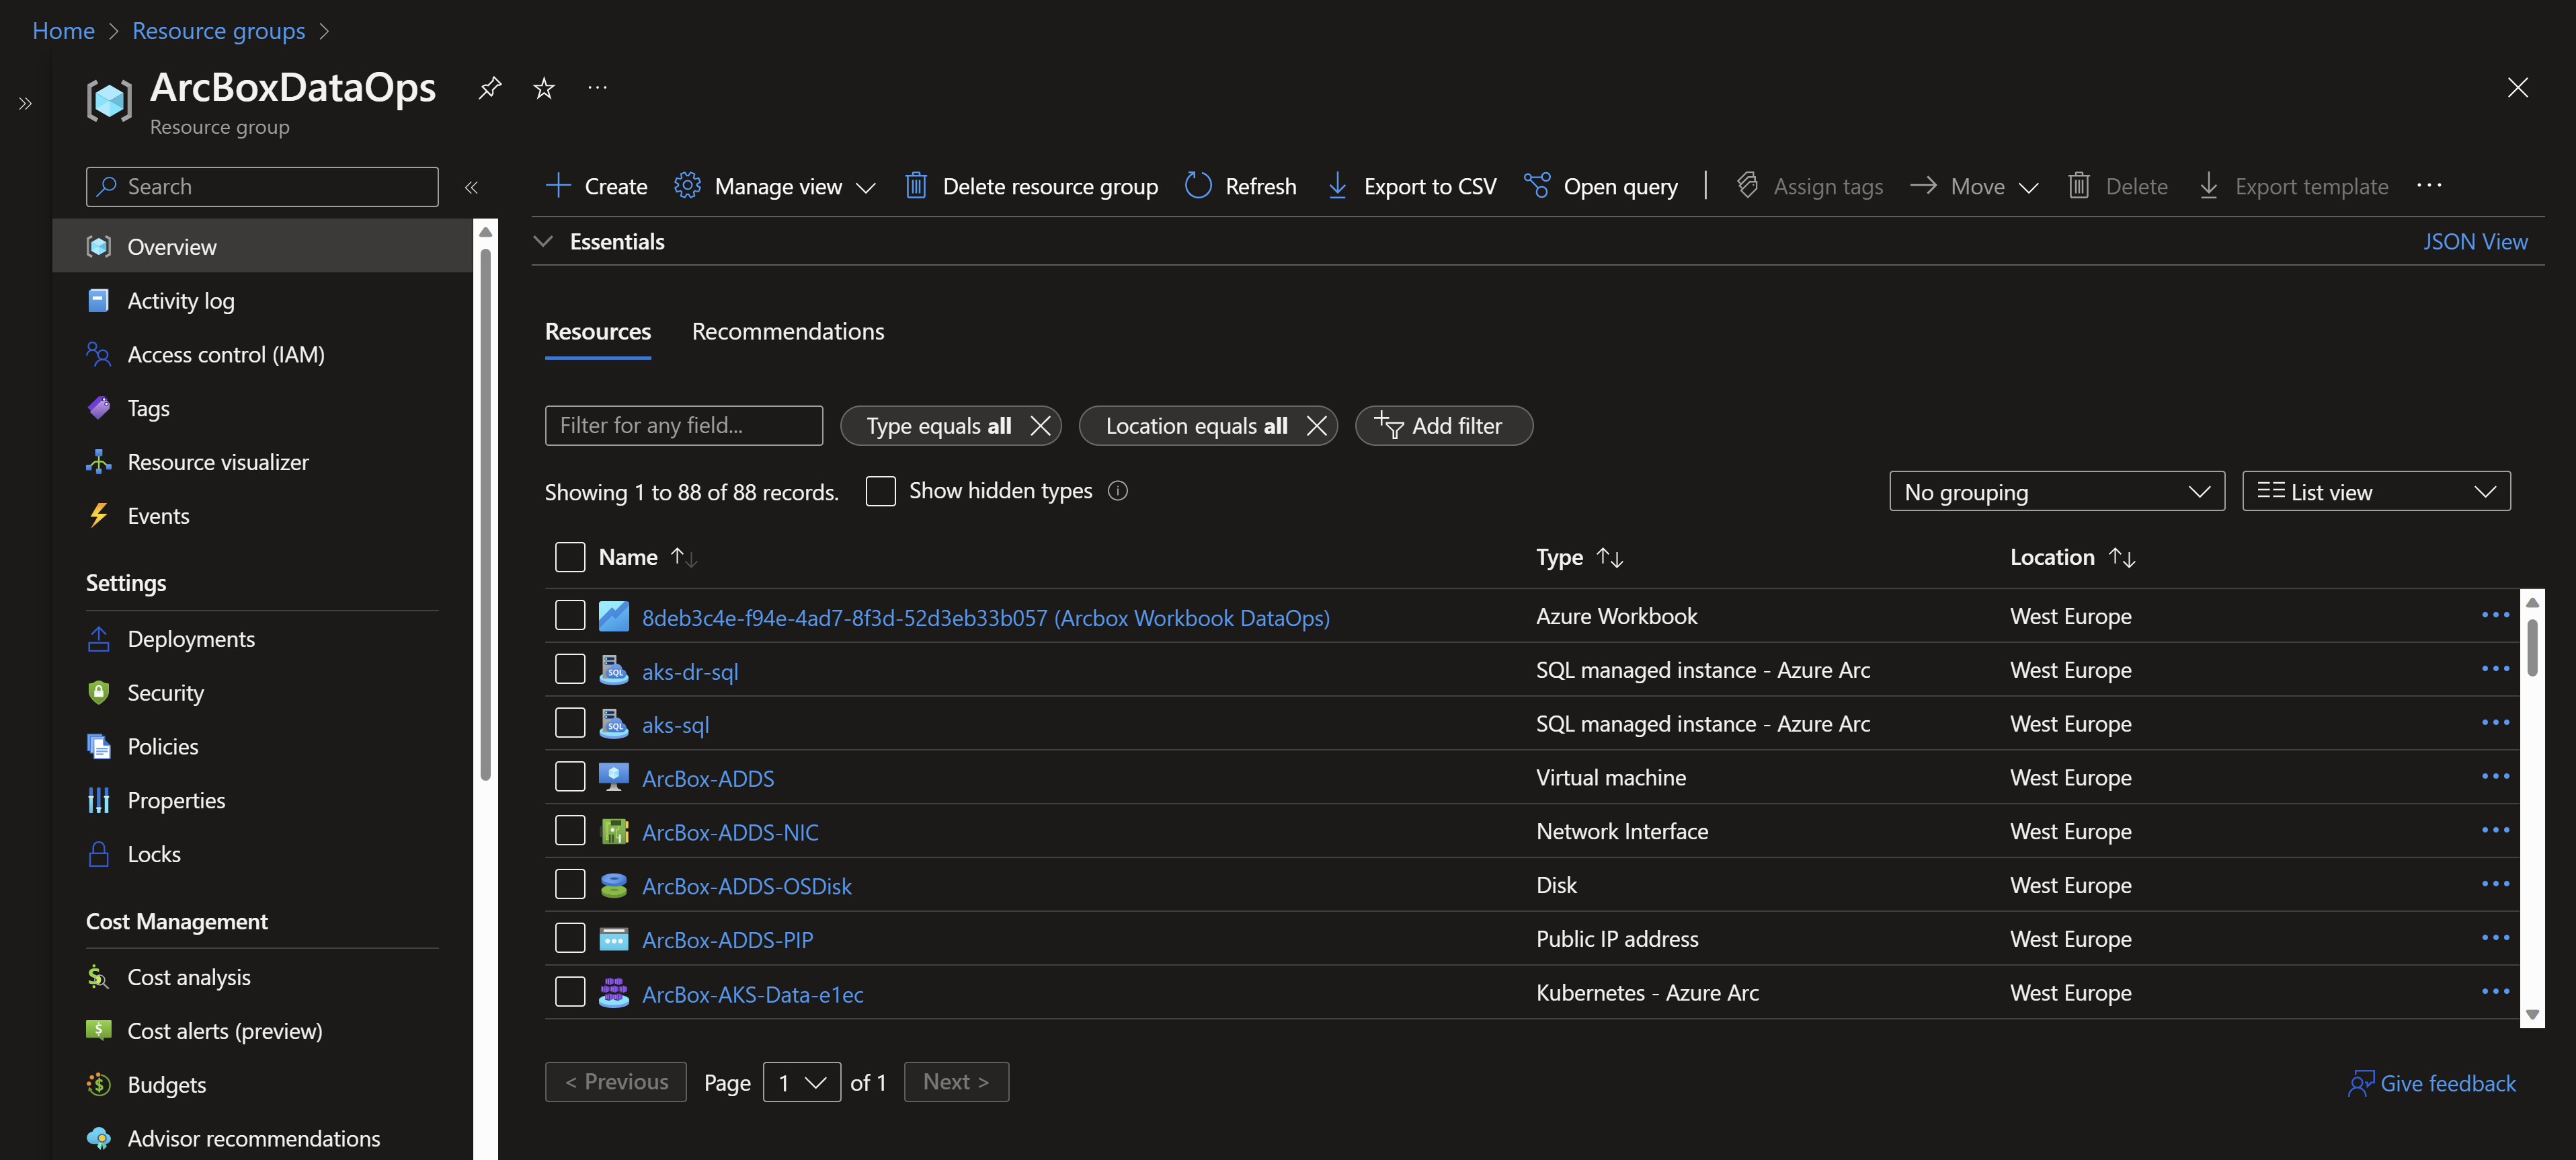 Home > Resource groups >
ArcBoxDataOps
Resource group
Search
Overview
Activity log
Access control (IAM)
Tags
Resource visualizer
Events
Settings
Deployments
Security
Policies
Properties
Locks
Cost Management
Cost analysis
Cost alerts (preview)
Budgets
Advisor recommendations
Create Manage view Delete resource group Refresh Export to CSV Open query Assign tags Move Delete Export template
Essentials JSON View
Resources Recommendations
Filter for any field... Type equals all Location equals all Add filter
Showing 1 to 88 of 88 records. Show hidden types No grouping List view
Name Type Location
8deb3c4e-f94e-4ad7-8f3d-52d3eb33b057 (Arcbox Workbook DataOps) Azure Workbook West Europe
aks-dr-sql SQL managed instance - Azure Arc West Europe
aks-sql SQL managed instance - Azure Arc West Europe
ArcBox-ADDS Virtual machine West Europe
ArcBox-ADDS-NIC Network Interface West Europe
ArcBox-ADDS-OSDisk Disk West Europe
ArcBox-ADDS-PIP Public IP address West Europe
ArcBox-AKS-Data-e1ec Kubernetes - Azure Arc West Europe
< Previous Page 1 of 1 Next > Give feedback